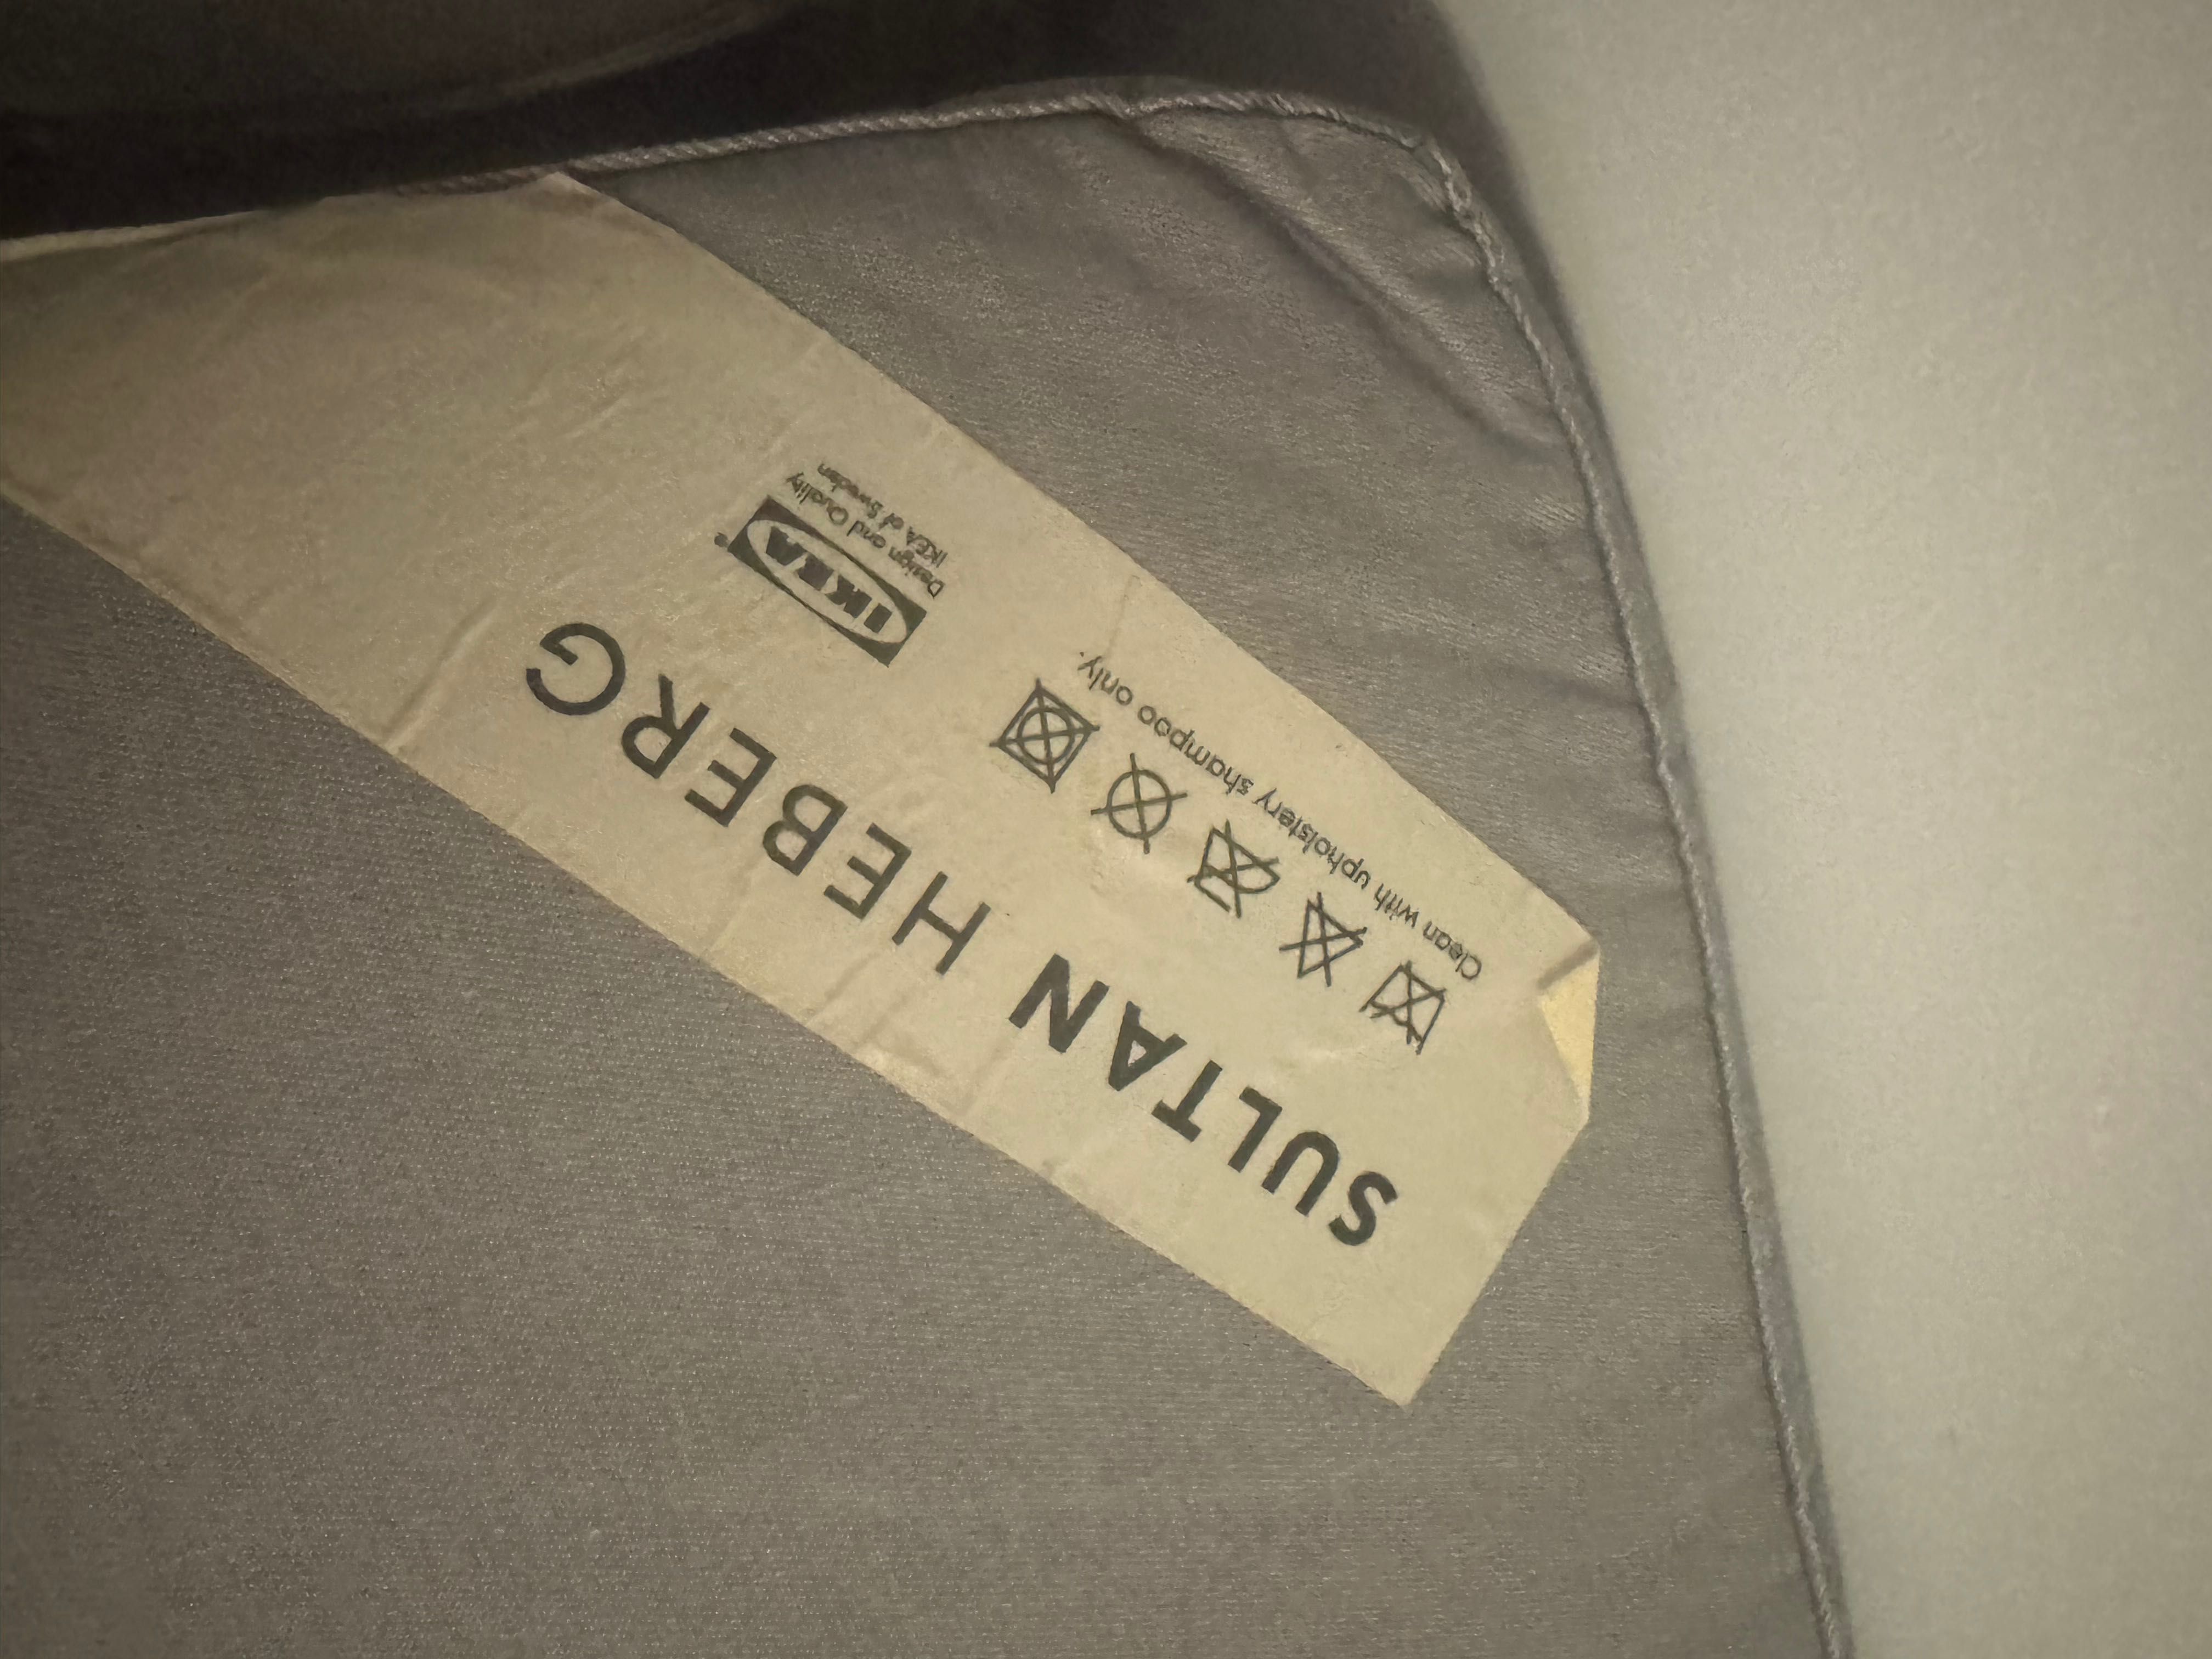 SULTAN HEBERG
Clean with upholstery shampoo only.
IKEA®
Design and Quality
IKEA of Sweden